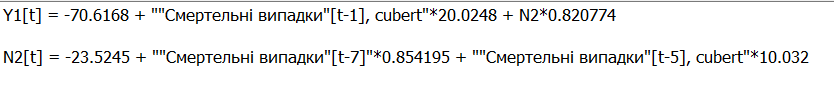 Y1[t] = -70.6168 + ""Смертельні випадки"[t-1], cubert"*20.0248 + N2*0.820774
N2[t] = -23.5245 + ""Смертельні випадки"[t-7]"*0.854195 + ""Смертельні випадки"[t-5], cubert"*10.032